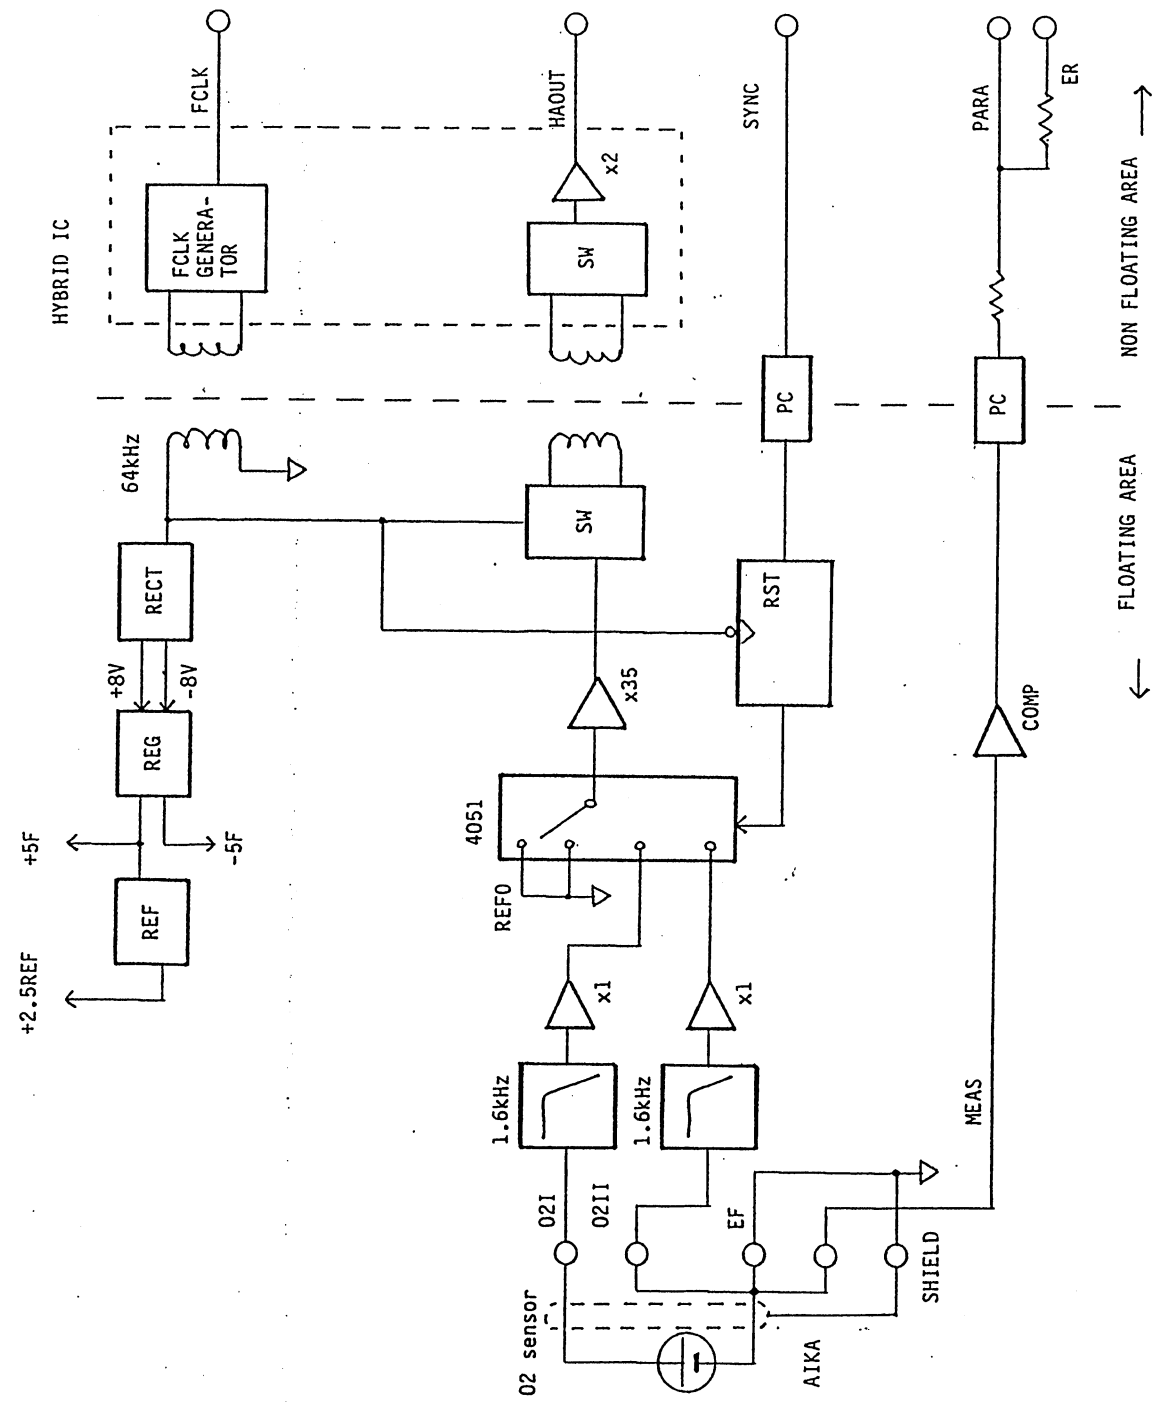 HYBRID IC
FCLK
GENERA-
TOR
FCLK
SW
x2
HAOUT
SYNC
PARA
ER
NON FLOATING AREA
FLOATING AREA
+2.5REF
+5F
REF
-5F
REG
+8V
-8V
RECT
64kHz
SW
PC
PC
RST
x35
4051
REF0
COMP
x1
x1
1.6kHz
1.6kHz
O2I
O2II
EF
MEAS
SHIELD
O2 sensor
AIKA